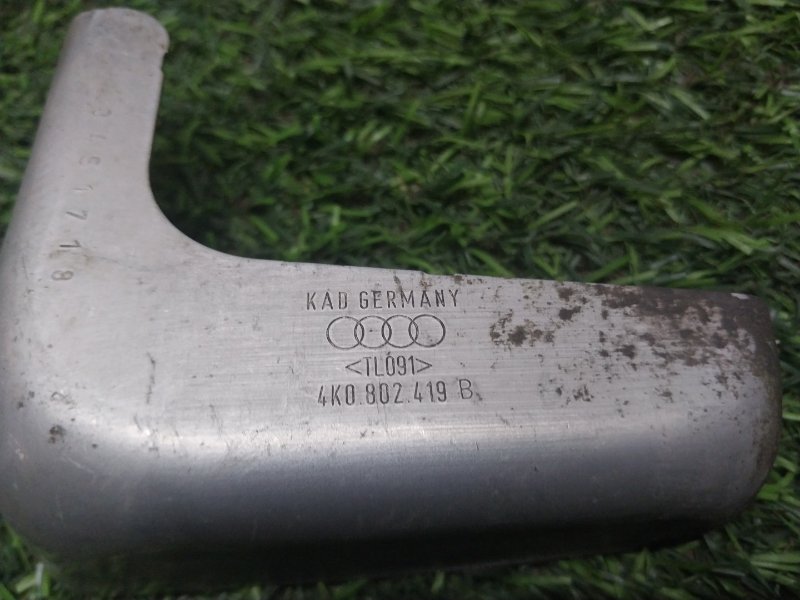 KAD GERMANY
<TL091>
4K0.802.419 B